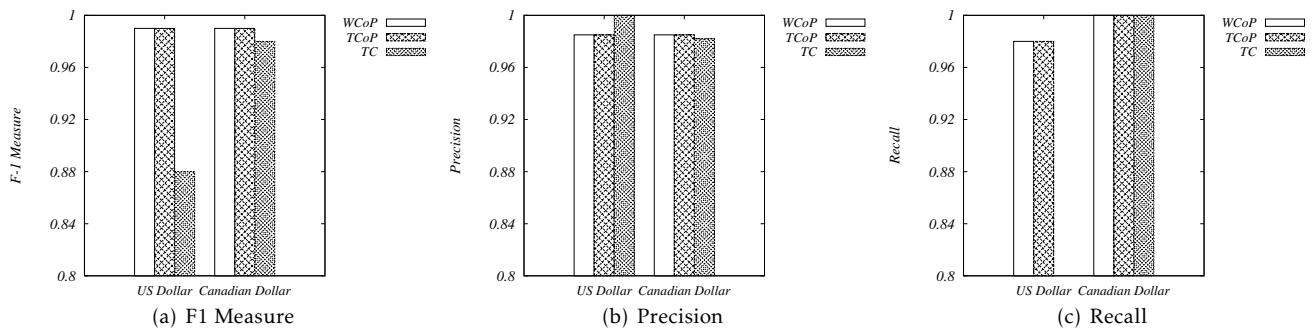 1
0.96
0.92
0.88
0.84
0.8
F-1 Measure
US Dollar Canadian Dollar
WCoP
TCoP
TC
(a) F1 Measure
1
0.96
0.92
0.88
0.84
0.8
Precision
US Dollar Canadian Dollar
WCoP
TCoP
TC
(b) Precision
1
0.96
0.92
0.88
0.84
0.8
Recall
US Dollar Canadian Dollar
WCoP
TCoP
TC
(c) Recall